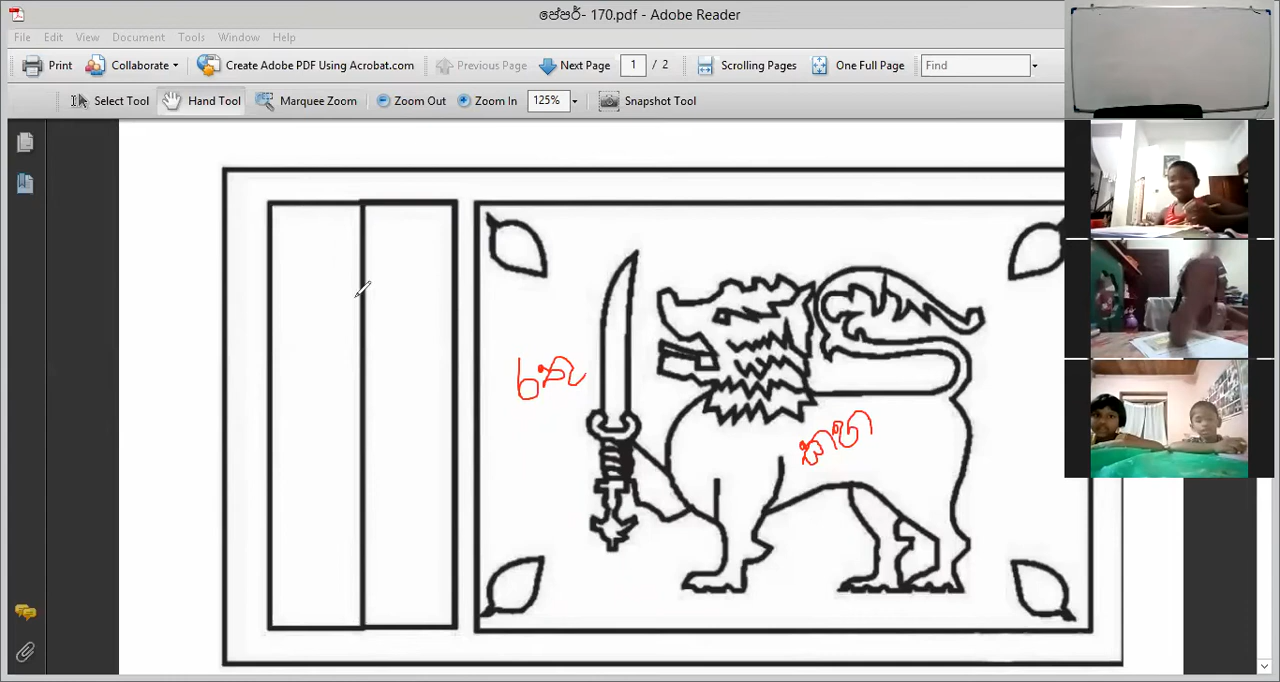 පේපර්- 170.pdf - Adobe Reader
File Edit View Document Tools Window Help
Print Collaborate Create Adobe PDF Using Acrobat.com Previous Page Next Page 1 / 2 Scrolling Pages One Full Page Find
Select Tool Hand Tool Marquee Zoom Zoom Out Zoom In 125% Snapshot Tool